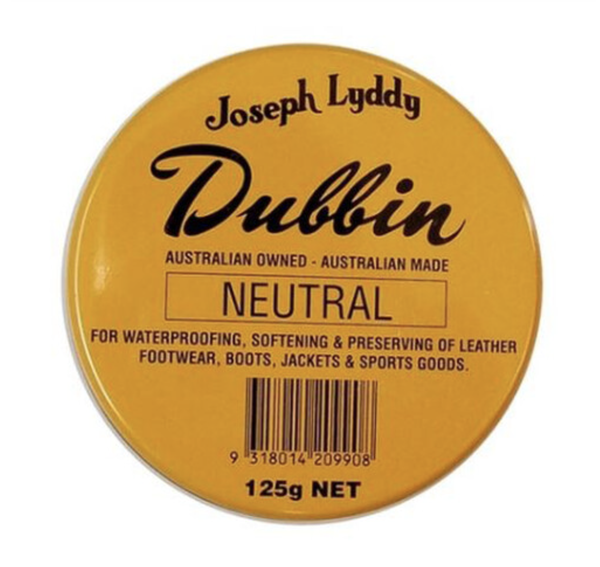 Joseph Lyddy
Dubbin
AUSTRALIAN OWNED - AUSTRALIAN MADE
NEUTRAL
FOR WATERPROOFING, SOFTENING & PRESERVING OF LEATHER
FOOTWEAR, BOOTS, JACKETS & SPORTS GOODS.
9 318014 209908
125g NET